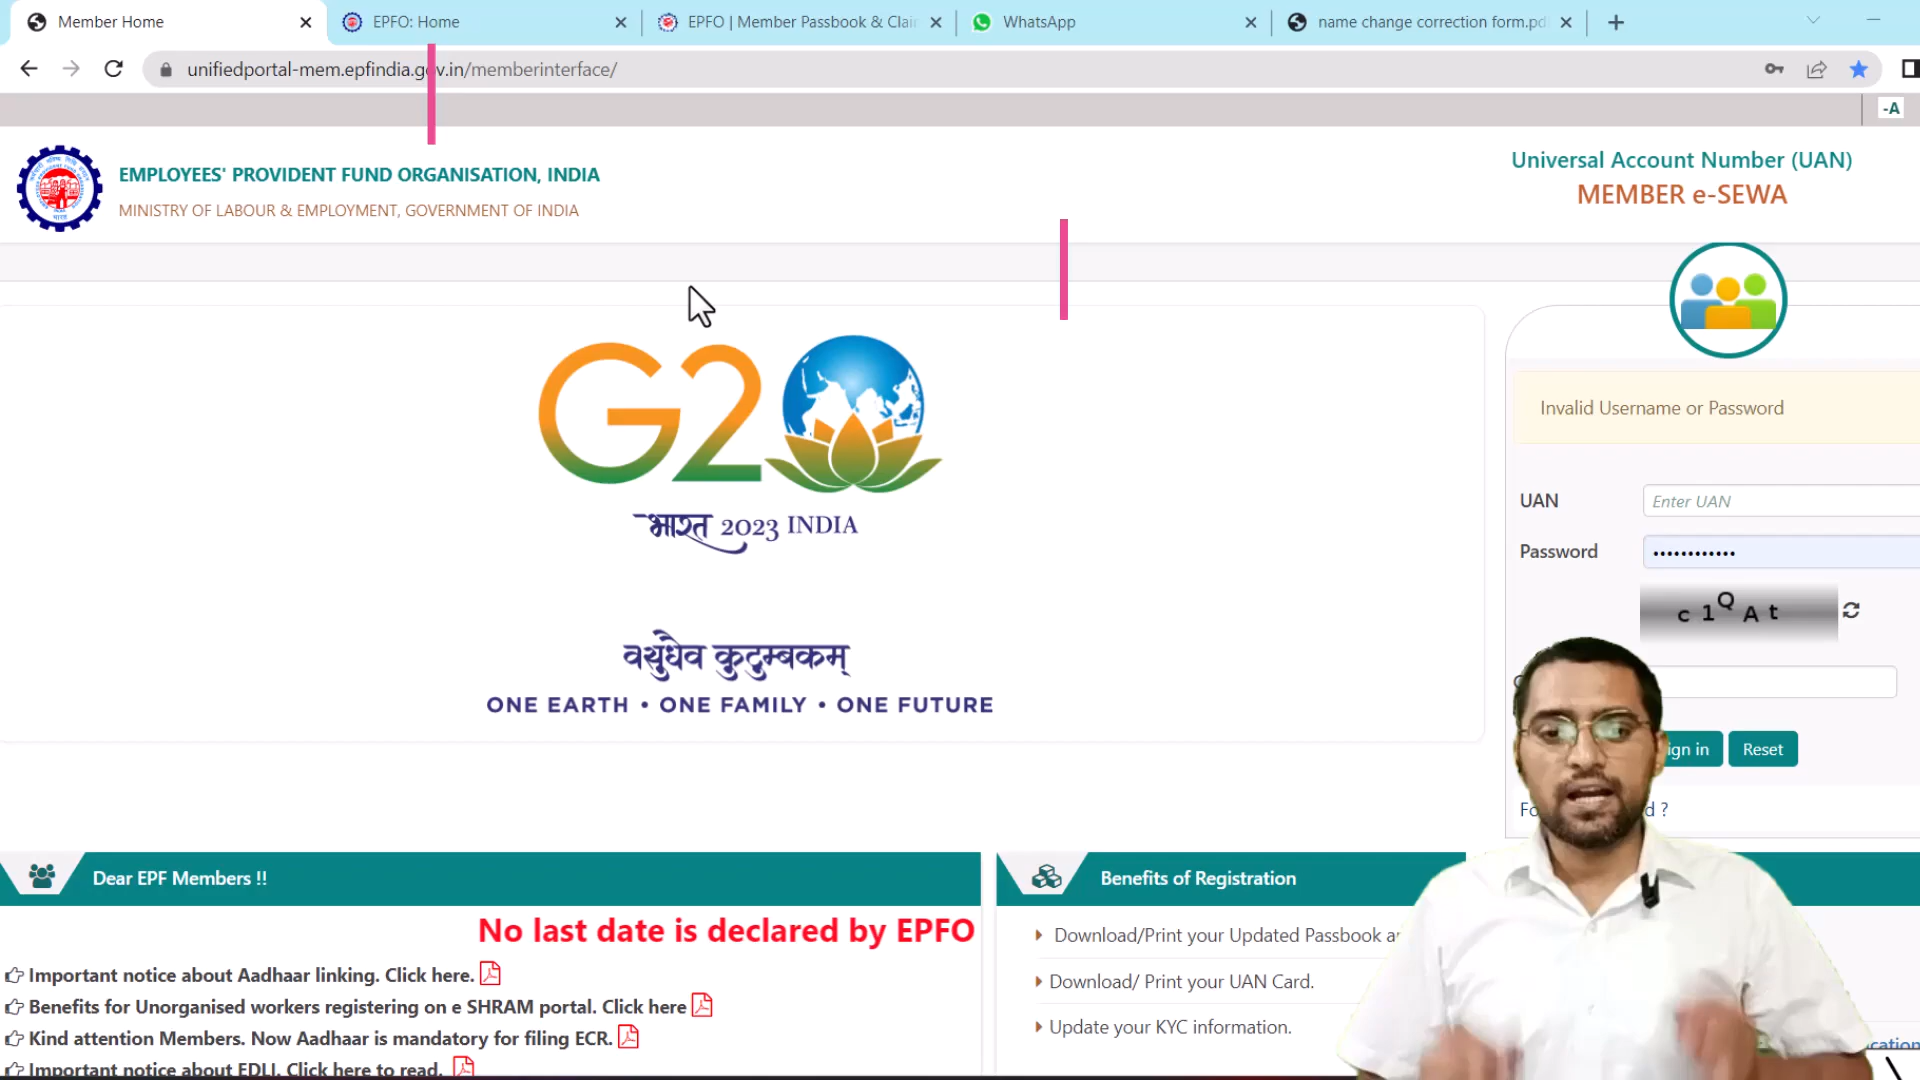 Member Home
EPFO: Home
EPFO | Member Passbook & Clai
WhatsApp
name change correction form.pd
unifiedportal-mem.epfindia.gov.in/memberinterface/
-A
EMPLOYEES' PROVIDENT FUND ORGANISATION, INDIA
MINISTRY OF LABOUR & EMPLOYMENT, GOVERNMENT OF INDIA
Universal Account Number (UAN)
MEMBER e-SEWA
G20
भारत 2023 INDIA
वसुधैव कुटुम्बकम्
ONE EARTH • ONE FAMILY • ONE FUTURE
Invalid Username or Password
UAN
Enter UAN
Password
c 1 Q A t
ign in
Reset
Fo
d ?
Dear EPF Members !!
No last date is declared by EPFO
Important notice about Aadhaar linking. Click here.
Benefits for Unorganised workers registering on e SHRAM portal. Click here
Kind attention Members. Now Aadhaar is mandatory for filing ECR.
Important notice about EDLI. Click here to read.
Benefits of Registration
Download/Print your Updated Passbook a
Download/ Print your UAN Card.
Update your KYC information.
cation